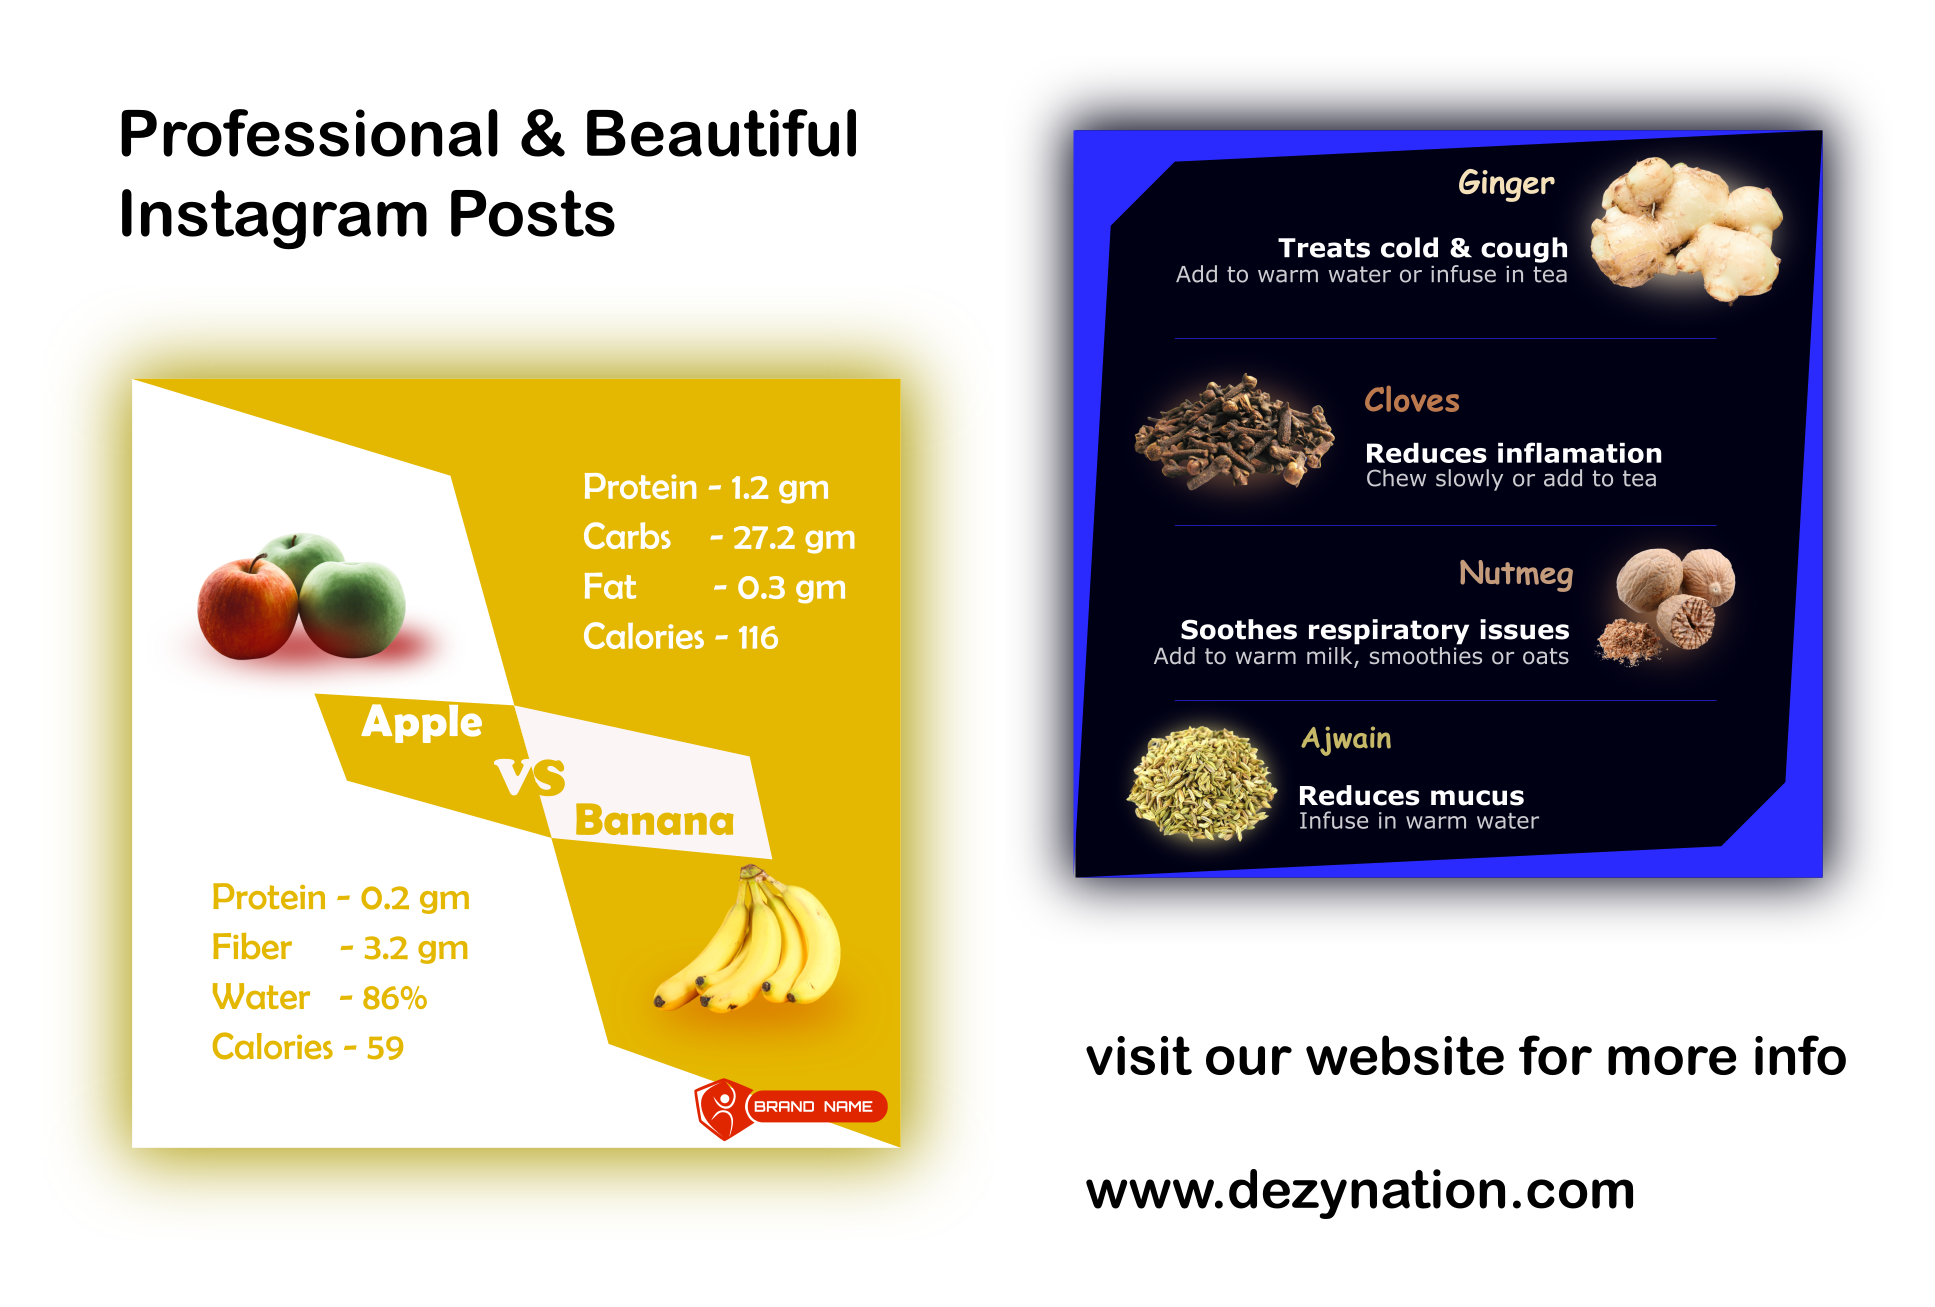 Professional & Beautiful
Instagram Posts
Protein - 1.2 gm
Carbs - 27.2 gm
Fat - 0.3 gm
Calories - 116
Apple
vs
Banana
Protein - 0.2 gm
Fiber - 3.2 gm
Water - 86%
Calories - 59
BRAND NAME
Ginger
Treats cold & cough
Add to warm water or infuse in tea
Cloves
Reduces inflamation
Chew slowly or add to tea
Nutmeg
Soothes respiratory issues
Add to warm milk, smoothies or oats
Ajwain
Reduces mucus
Infuse in warm water
visit our website for more info
www.dezynation.com